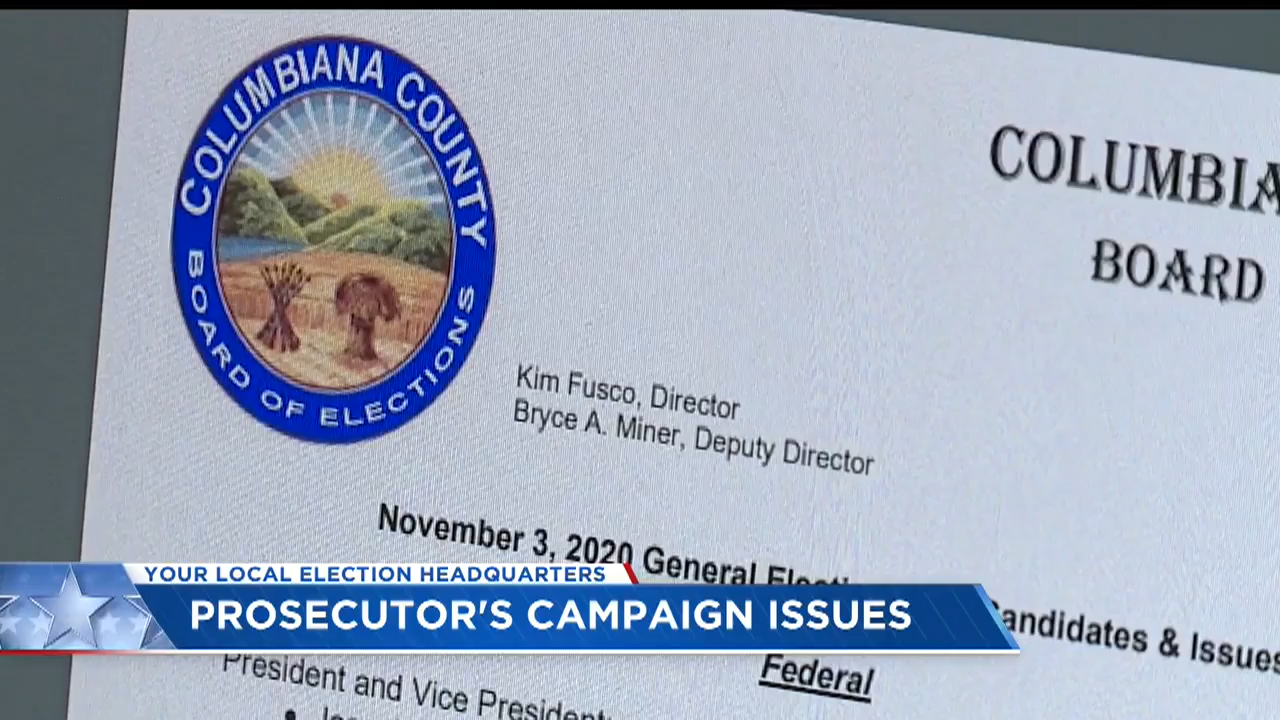 COLUMBIANA COUNTY
BOARD OF ELECTIONS
COLUMBIA
BOARD
Kim Fusco, Director
Bryce A. Miner, Deputy Director
November 3, 2020 General
andidates & Issues
Federal
President and Vice President
YOUR LOCAL ELECTION HEADQUARTERS
PROSECUTOR'S CAMPAIGN ISSUES